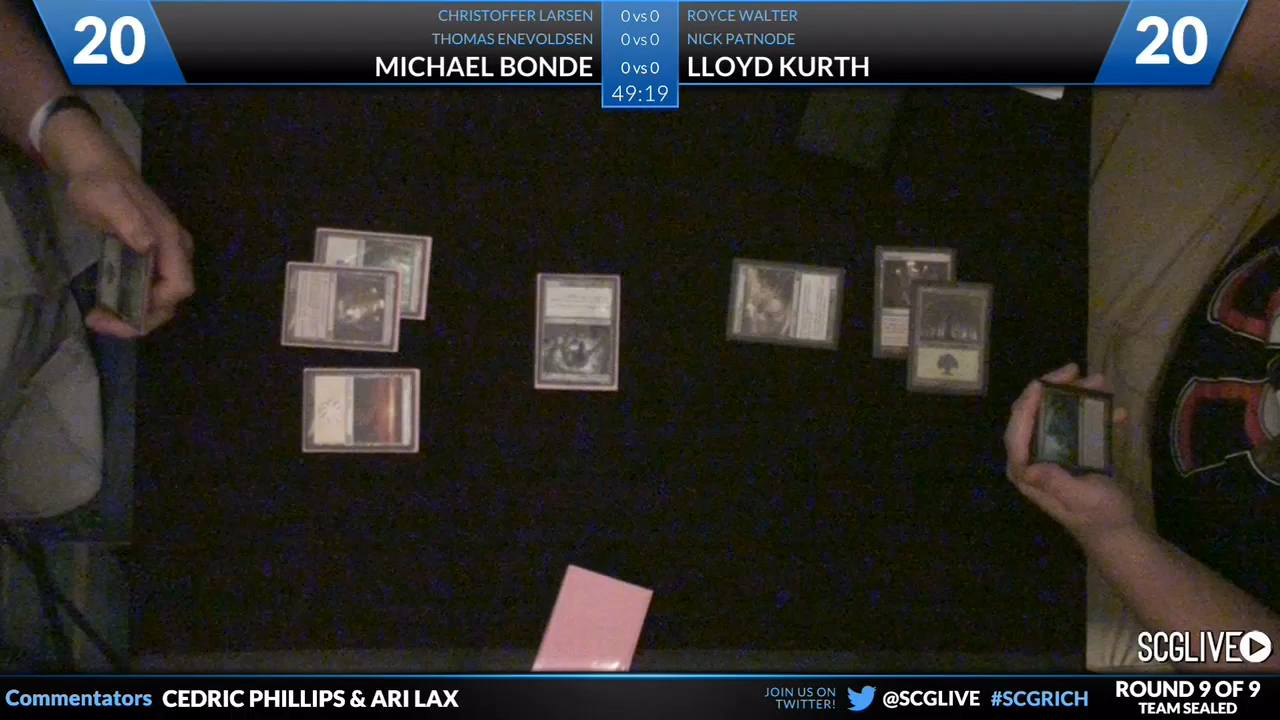 20
CHRISTOFFER LARSEN 0 vs 0 ROYCE WALTER
THOMAS ENEVOLDSEN 0 vs 0 NICK PATNODE
MICHAEL BONDE 0 vs 0 LLOYD KURTH
49:19
20
SCGLIVE
Commentators CEDRIC PHILLIPS & ARI LAX
JOIN US ON
TWITTER!
@SCGLIVE #SCGRICH
ROUND 9 OF 9
TEAM SEALED